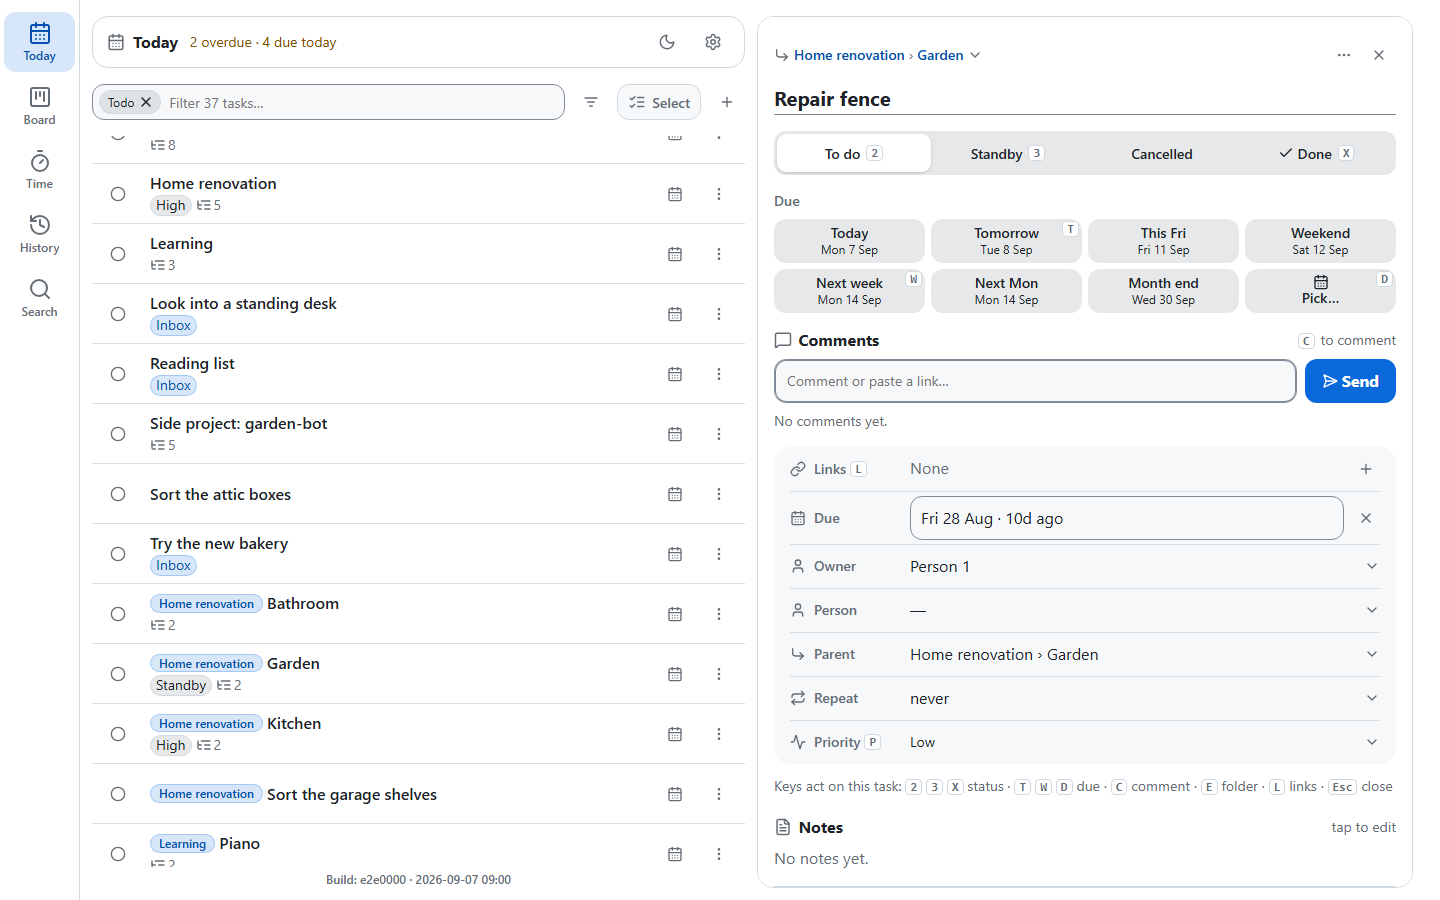 Today
Board
Time
History
Search
Today 2 overdue · 4 due today
Todo Filter 37 tasks...
Select
8
Home renovation
High 5
Learning
3
Look into a standing desk
Inbox
Reading list
Inbox
Side project: garden-bot
5
Sort the attic boxes
Try the new bakery
Inbox
Home renovation Bathroom
2
Home renovation Garden
Standby 2
Home renovation Kitchen
High 2
Home renovation Sort the garage shelves
Learning Piano
2
Build: e2e0000 · 2026-09-07 09:00
Home renovation › Garden
Repair fence
To do 2 Standby 3 Cancelled Done X
Due
Today Tomorrow T This Fri Weekend
Mon 7 Sep Tue 8 Sep Fri 11 Sep Sat 12 Sep
Next week W Next Mon Month end D
Mon 14 Sep Mon 14 Sep Wed 30 Sep Pick...
Comments C to comment
Comment or paste a link... Send
No comments yet.
Links L None
Due Fri 28 Aug · 10d ago
Owner Person 1
Person —
Parent Home renovation › Garden
Repeat never
Priority P Low
Keys act on this task: 2 3 X status · T W D due · C comment · E folder · L links · Esc close
Notes tap to edit
No notes yet.